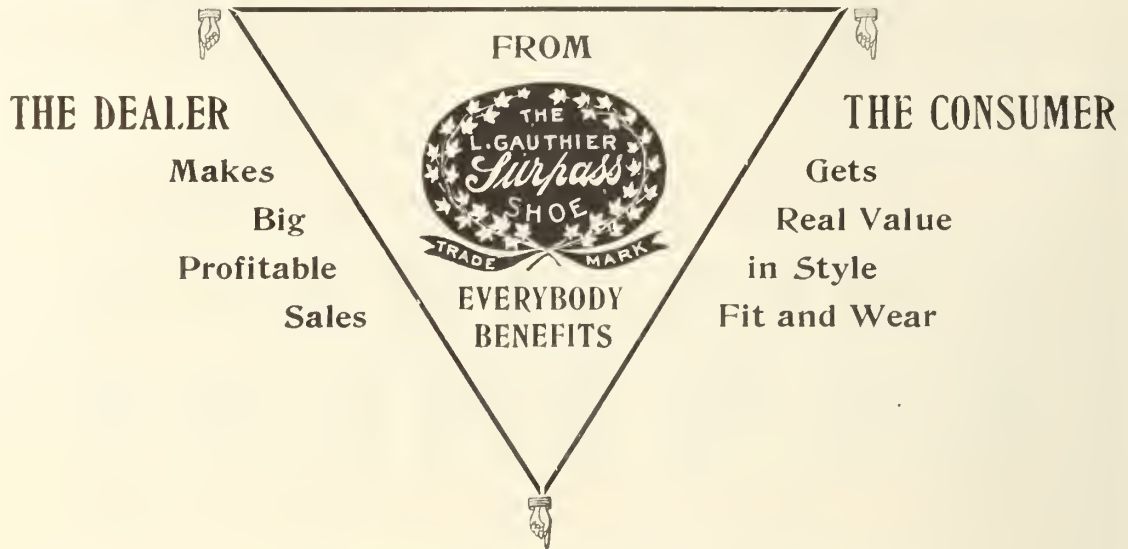 FROM
THE
L. GAUTHIER
Surpass
SHOE
TRADE MARK
EVERYBODY
BENEFITS
THE DEALER
Makes
Big
Profitable
Sales
THE CONSUMER
Gets
Real Value
in Style
Fit and Wear